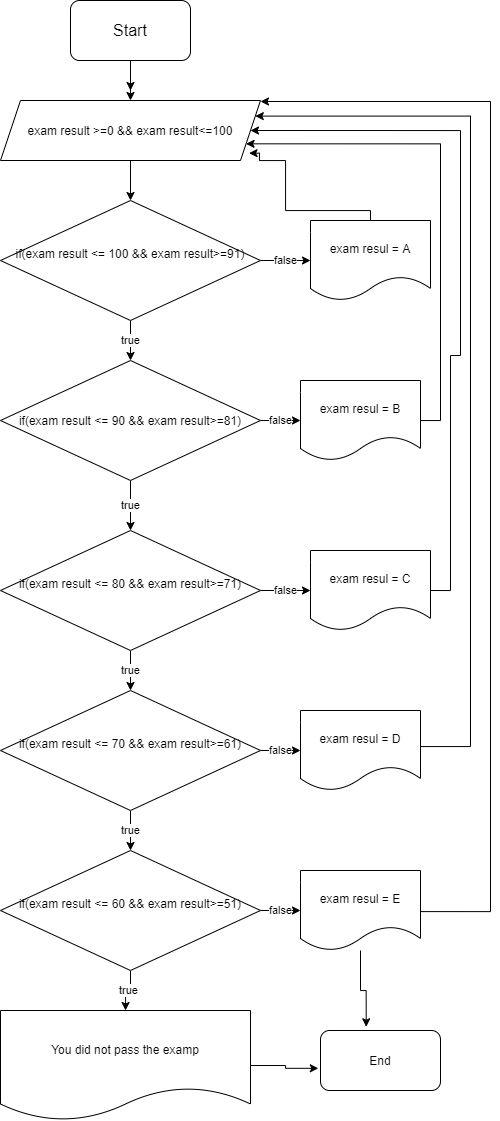 Start
exam result >=0 && exam result<=100
if(exam result <= 100 && exam result>=91)
false
exam resul = A
true
if(exam result <= 90 && exam result>=81)
false
exam resul = B
true
if(exam result <= 80 && exam result>=71)
false
exam resul = C
true
if(exam result <= 70 && exam result>=61)
false
exam resul = D
true
if(exam result <= 60 && exam result>=51)
false
exam resul = E
true
You did not pass the examp
End